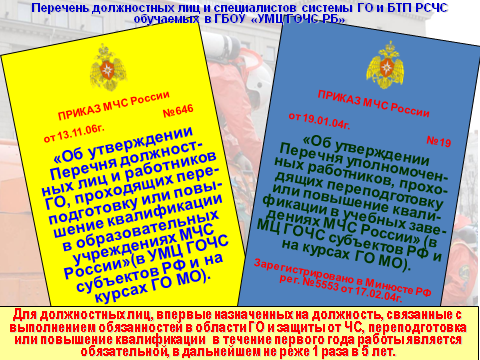 Перечень должностных лиц и специалистов системы ГО и БТП РСЧС
обучаемых в ГБОУ «УМЦ ГОЧС РБ»
ПРИКАЗ МЧС России
от 13.11.06г. №646
«Об утверждении
Перечня должност-
ных лиц и работников
ГО, проходящих пере-
подготовку или повы-
шение квалификации
в образовательных
учреждениях МЧС
России»(в УМЦ ГОЧС
субъектов РФ и на
курсах ГО МО).
ПРИКАЗ МЧС России
от 19.01.04г. №19
«Об утверждении
Перечня уполномочен-
ных работников, прохо-
дящих переподготовку
или повышение квали-
фикации в учебных заве-
дениях МЧС России» (в
МЦ ГОЧС субъектов РФ и
на курсах ГО МО).
Зарегистрировано в Минюсте РФ
рег. №5553 от 17.02.04г.
Для должностных лиц, впервые назначенных на должность, связанные с
выполнением обязанностей в области ГО и защиты от ЧС, переподготовка
или повышение квалификации в течение первого года работы является
обязательной, в дальнейшем не реже 1 раза в 5 лет.